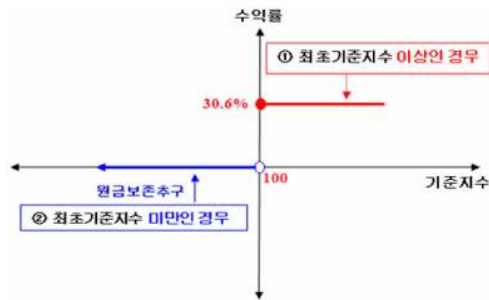 수익률
① 최초기준지수 이상인 경우
30.6%
100
기준지수
원금보존추구
② 최초기준지수 미만인 경우